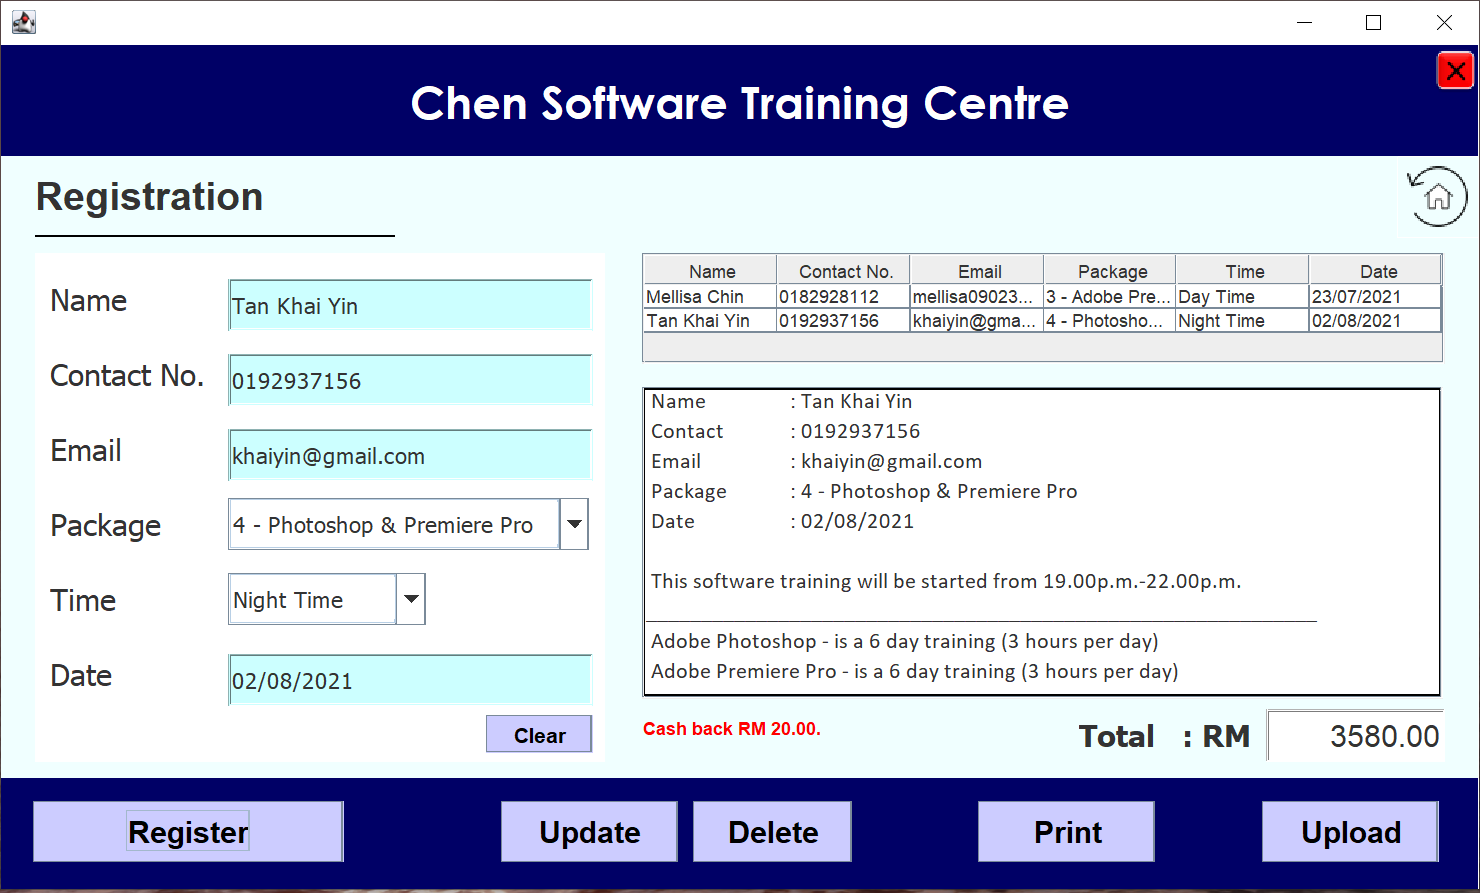 Chen Software Training Centre
Registration
Name
Tan Khai Yin
Contact No.
0192937156
Email
khaiyin@gmail.com
Package
4 - Photoshop & Premiere Pro
Time
Night Time
Date
02/08/2021
Clear
Name Contact No. Email Package Time Date
Mellisa Chin 0182928112 mellisa09023... 3 - Adobe Pre... Day Time 23/07/2021
Tan Khai Yin 0192937156 khaiyin@gma... 4 - Photosho... Night Time 02/08/2021
Name : Tan Khai Yin
Contact : 0192937156
Email : khaiyin@gmail.com
Package : 4 - Photoshop & Premiere Pro
Date : 02/08/2021
This software training will be started from 19.00p.m.-22.00p.m.
Adobe Photoshop - is a 6 day training (3 hours per day)
Adobe Premiere Pro - is a 6 day training (3 hours per day)
Cash back RM 20.00.
Total : RM 3580.00
Register Update Delete Print Upload